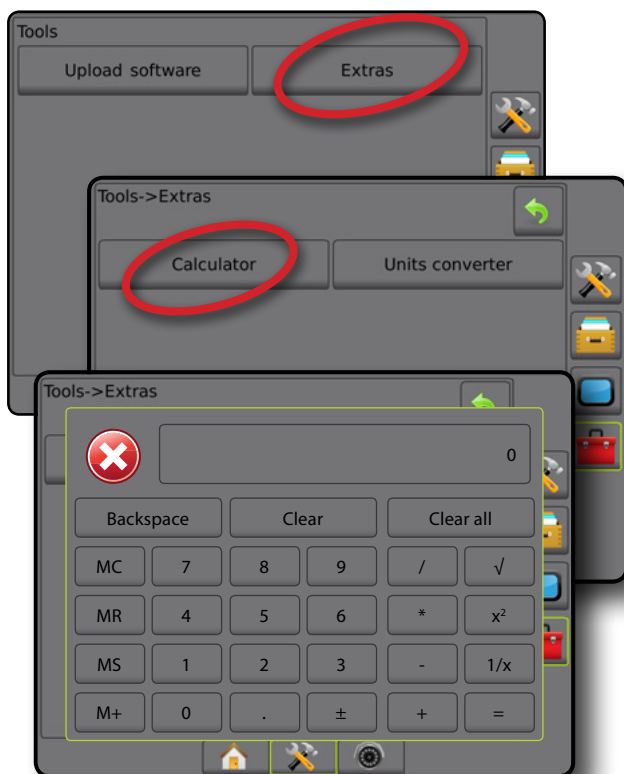 Tools
Upload software Extras
Tools->Extras
Calculator Units converter
Tools->Extras
0
Backspace Clear Clear all
MC 7 8 9 / √
MR 4 5 6 * x²
MS 1 2 3 - 1/x
M+ 0 . ± + =